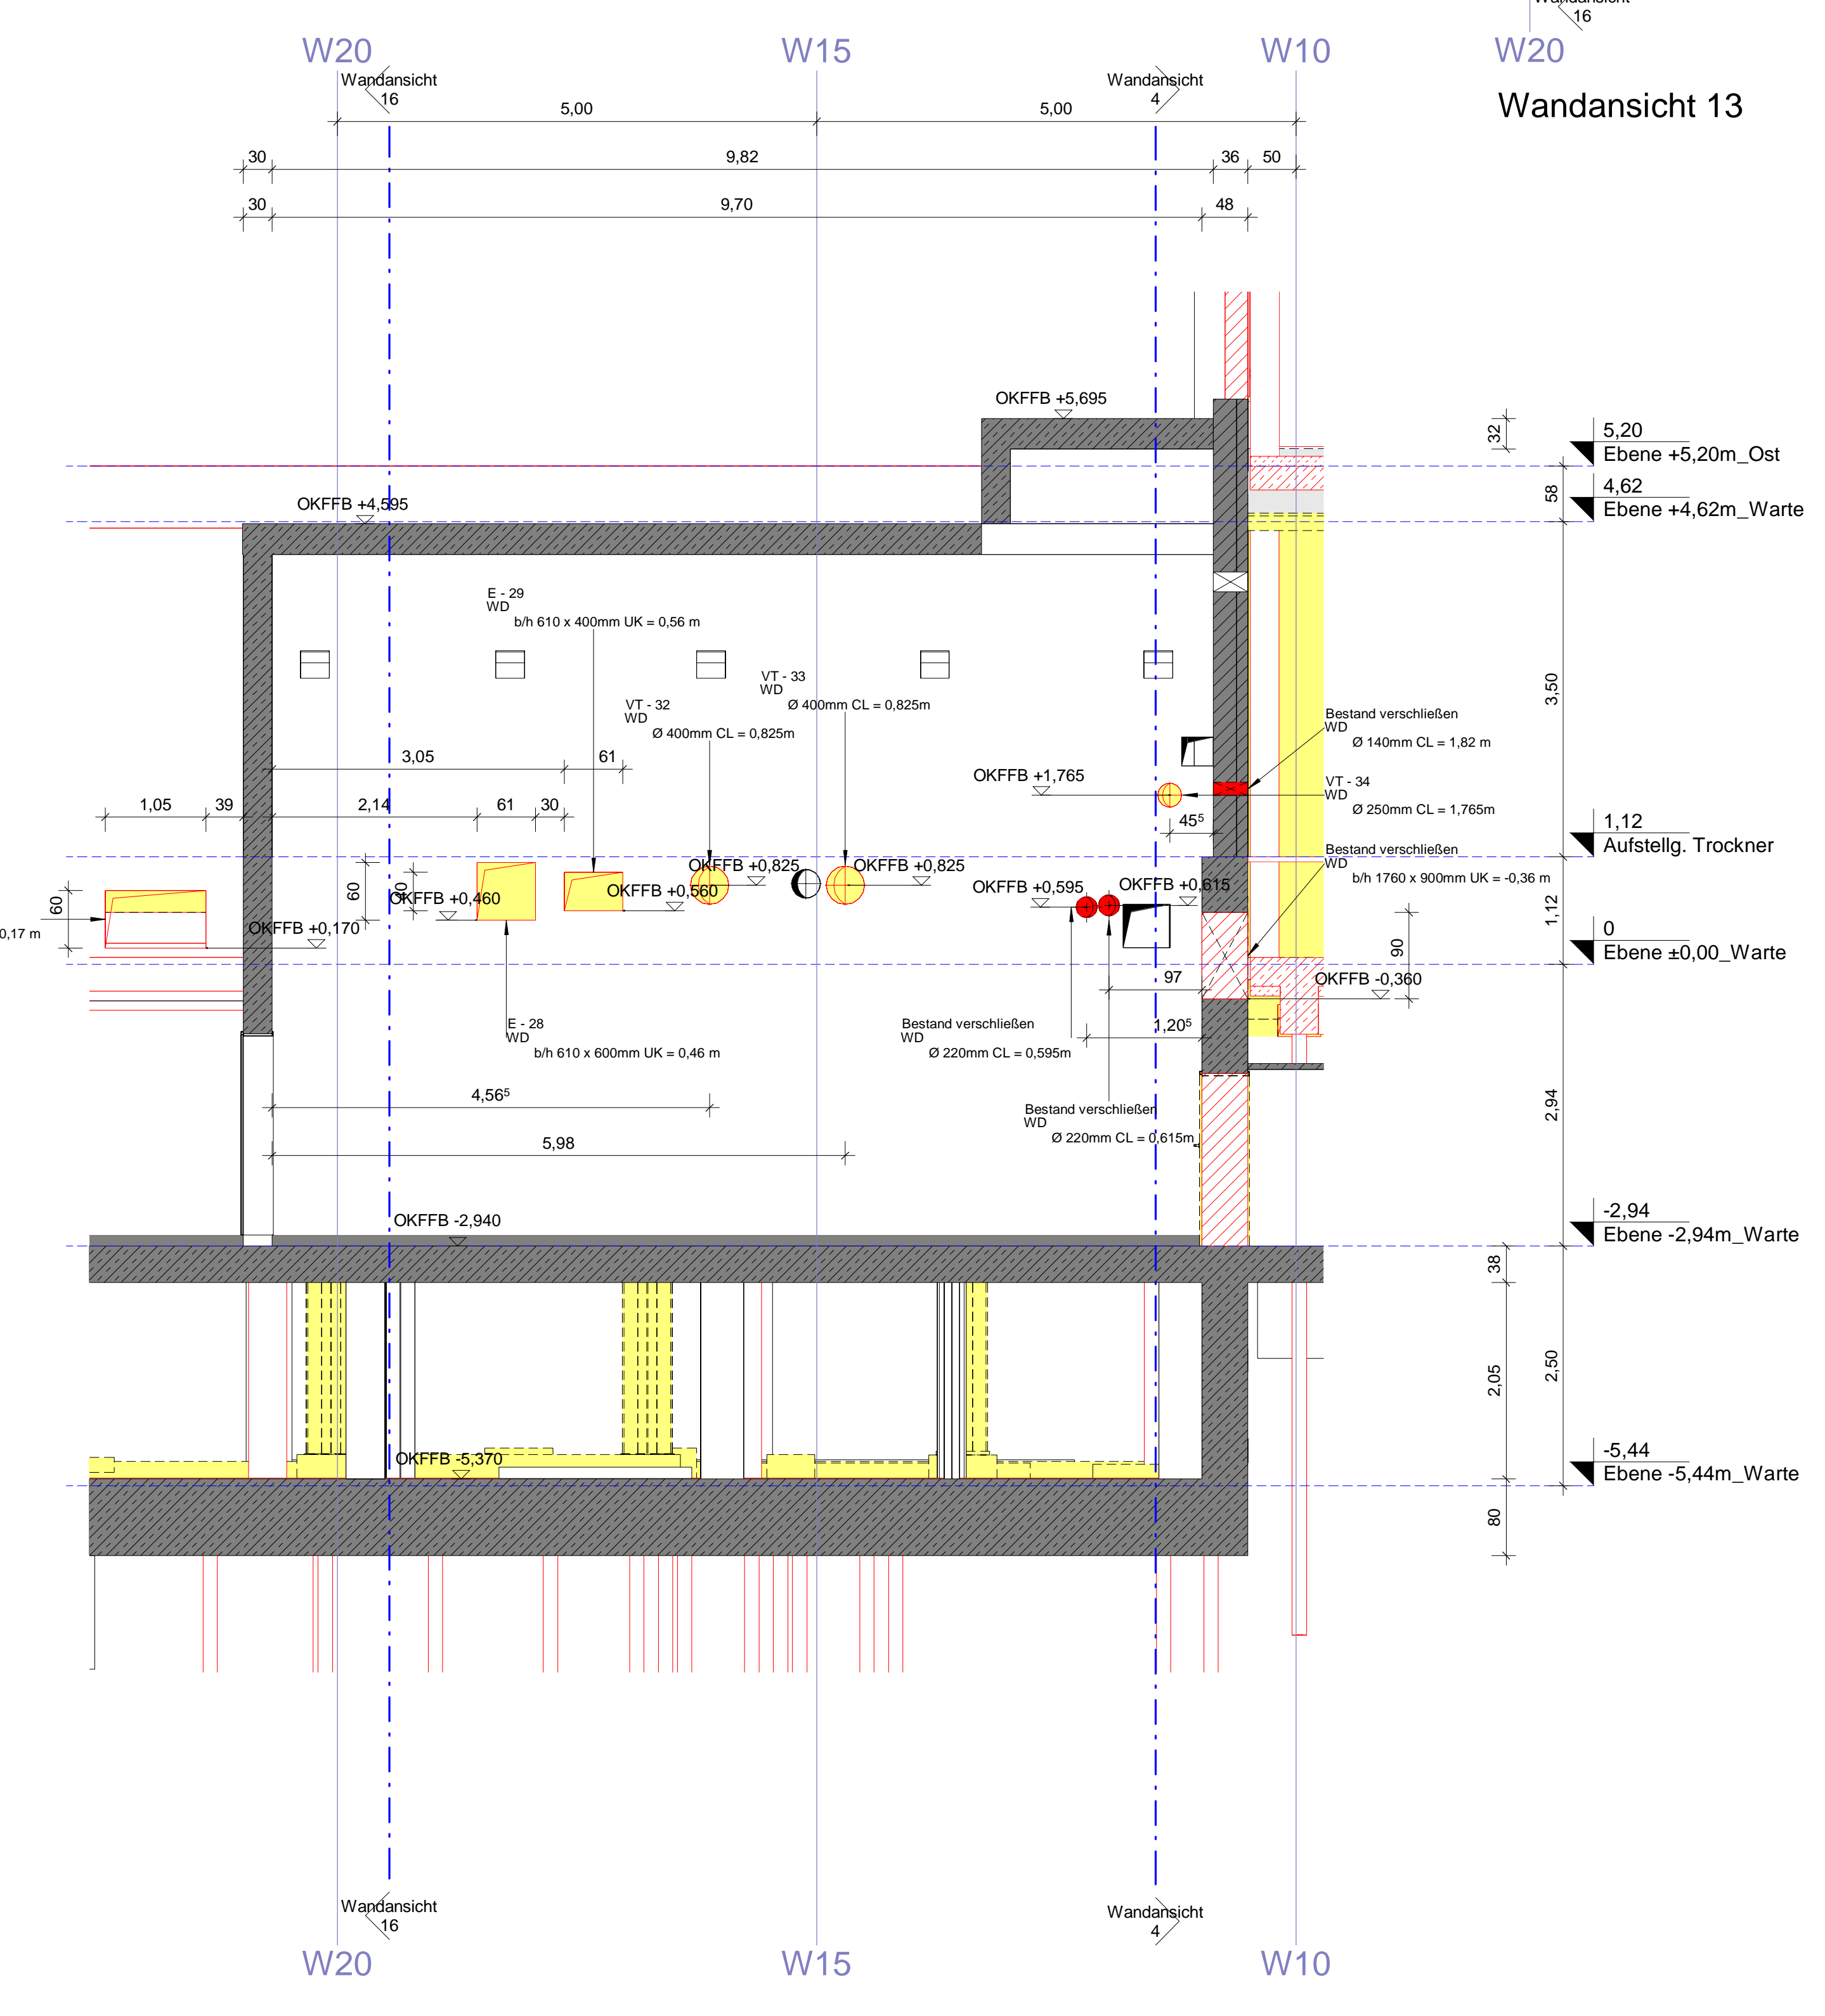 Wandansicht
16
W20
W15
W10
W20
Wandansicht
16
Wandansicht
4
Wandansicht 13
5,00
5,00
30
9,82
36
50
30
9,70
48
OKFFB +5,695
32
5,20
Ebene +5,20m_Ost
58
4,62
Ebene +4,62m_Warte
OKFFB +4,595
E - 29
WD
b/h 610 x 400mm UK = 0,56 m
VT - 33
WD
Ø 400mm CL = 0,825m
VT - 32
WD
Ø 400mm CL = 0,825m
3,50
Bestand verschließen
WD
Ø 140mm CL = 1,82 m
3,05
61
OKFFB +1,765
VT - 34
WD
Ø 250mm CL = 1,765m
1,05
39
2,14
61
30
45⁵
1,12
Aufstellg. Trockner
Bestand verschließen
WD
b/h 1760 x 900mm UK = -0,36 m
OKFFB +0,825
OKFFB +0,825
60
60
40
OKFFB +0,460
OKFFB +0,560
OKFFB +0,595
OKFFB +0,615
1,12
0,17 m
OKFFB +0,170
0
Ebene ±0,00_Warte
90
97
OKFFB -0,360
E - 28
WD
b/h 610 x 600mm UK = 0,46 m
Bestand verschließen
WD
Ø 220mm CL = 0,595m
1,20⁵
4,56⁵
2,94
Bestand verschließen
WD
Ø 220mm CL = 0,615m
5,98
OKFFB -2,940
-2,94
Ebene -2,94m_Warte
38
2,05
2,50
OKFFB -5,370
-5,44
Ebene -5,44m_Warte
80
Wandansicht
16
Wandansicht
4
W20
W15
W10